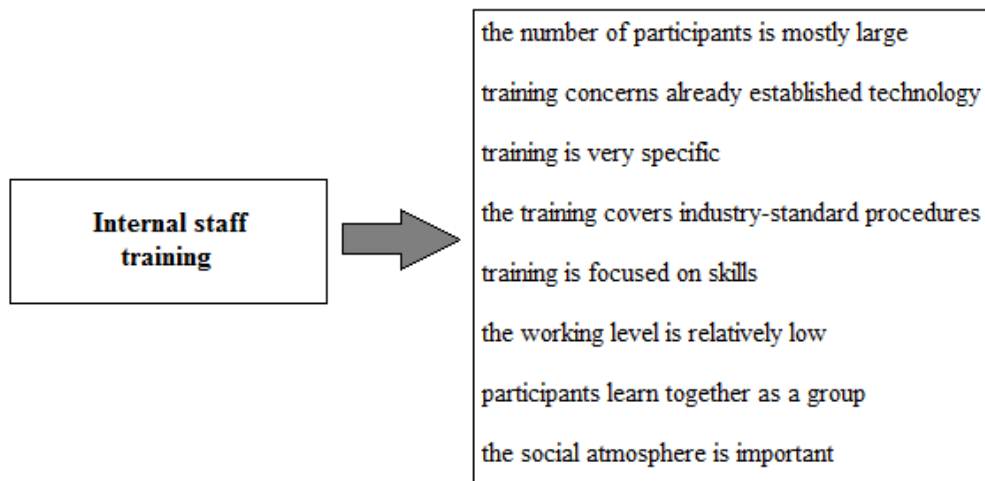 Internal staff
training
the number of participants is mostly large
training concerns already established technology
training is very specific
the training covers industry-standard procedures
training is focused on skills
the working level is relatively low
participants learn together as a group
the social atmosphere is important